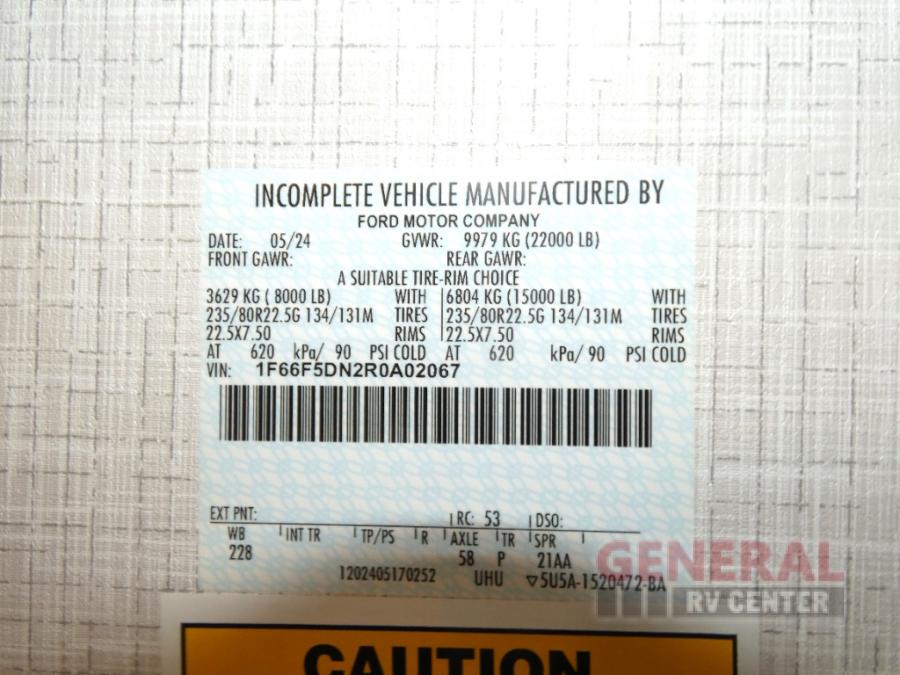 INCOMPLETE VEHICLE MANUFACTURED BY
FORD MOTOR COMPANY
DATE: 05/24 GVWR: 9979 KG (22000 LB)
FRONT GAWR: REAR GAWR:
A SUITABLE TIRE-RIM CHOICE
3629 KG ( 8000 LB) WITH 6804 KG (15000 LB) WITH
235/80R22.5G 134/131M TIRES 235/80R22.5G 134/131M TIRES
22.5X7.50 RIMS 22.5X7.50 RIMS
AT 620 kPa/ 90 PSI COLD AT 620 kPa/ 90 PSI COLD
VIN: 1F66F5DN2R0A02067
EXT PNT: RC: 53 DSO:
WB INT TR TP/PS R AXLE TR SPR
228 58 P 21AA
1202405170252 UHU ▽5U5A-1520472-BA
GENERAL
RV CENTER
CAUTION